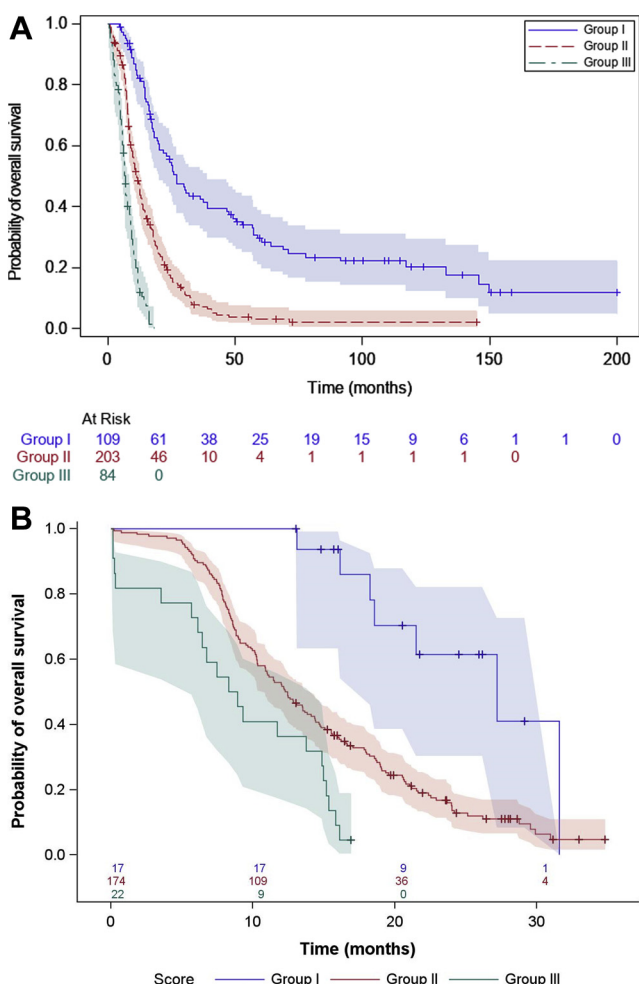 A
Probability of overall survival
1.0
0.8
0.6
0.4
0.2
0.0
Group I
Group II
Group III
0 50 100 150 200
Time (months)
At Risk
Group I 109 61 38 25 19 15 9 6 1 1 0
Group II 203 46 10 4 1 1 1 1 0
Group III 84 0
B
Probability of overall survival
1.0
0.8
0.6
0.4
0.2
0.0
17 17 9 1
174 109 36 4
22 9 0
0 10 20 30
Time (months)
Score Group I Group II Group III